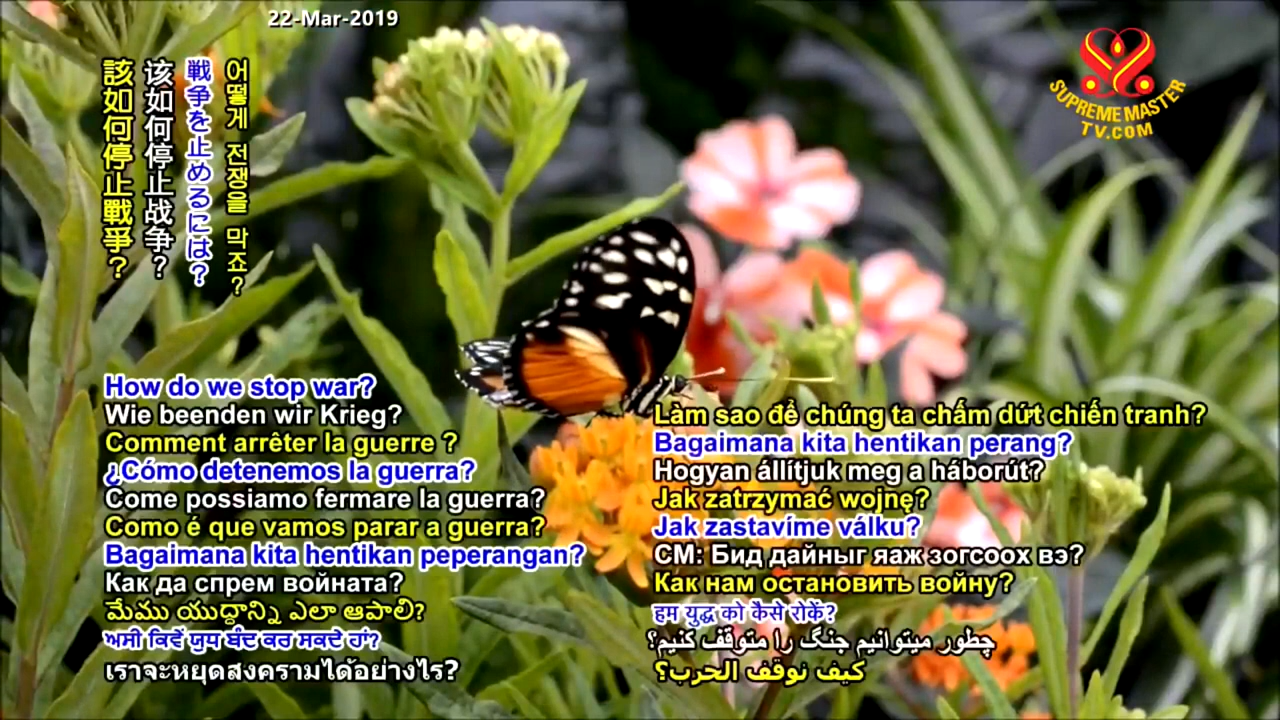 22-Mar-2019
SUPREME MASTER
TV.COM
어떻게 전쟁을 막죠?
戦争を止めるには？
该如何停止战争？
該如何停止戰爭？
How do we stop war?
Wie beenden wir Krieg?
Comment arrêter la guerre ?
¿Cómo detenemos la guerra?
Come possiamo fermare la guerra?
Como é que vamos parar a guerra?
Bagaimana kita hentikan peperangan?
Как да спрем войната?
మేము యుద్ధాన్ని ఎలా ఆపాలి?
ਅਸੀ ਕਿਵੇਂ ਯੁਧ ਬੰਦ ਕਰ ਸਕਦੇ ਹਾਂ?
เราจะหยุดสงครามได้อย่างไร?
Làm sao để chúng ta chấm dứt chiến tranh?
Bagaimana kita hentikan perang?
Hogyan állítjuk meg a háborút?
Jak zatrzymać wojnę?
Jak zastavíme válku?
СМ: Бид дайныг яаж зогсоох вэ?
Как нам остановить войну?
हम युद्ध को कैसे रोकें?
چطور میتوانیم جنگ را متوقف کنیم؟
كيف نوقف الحرب؟